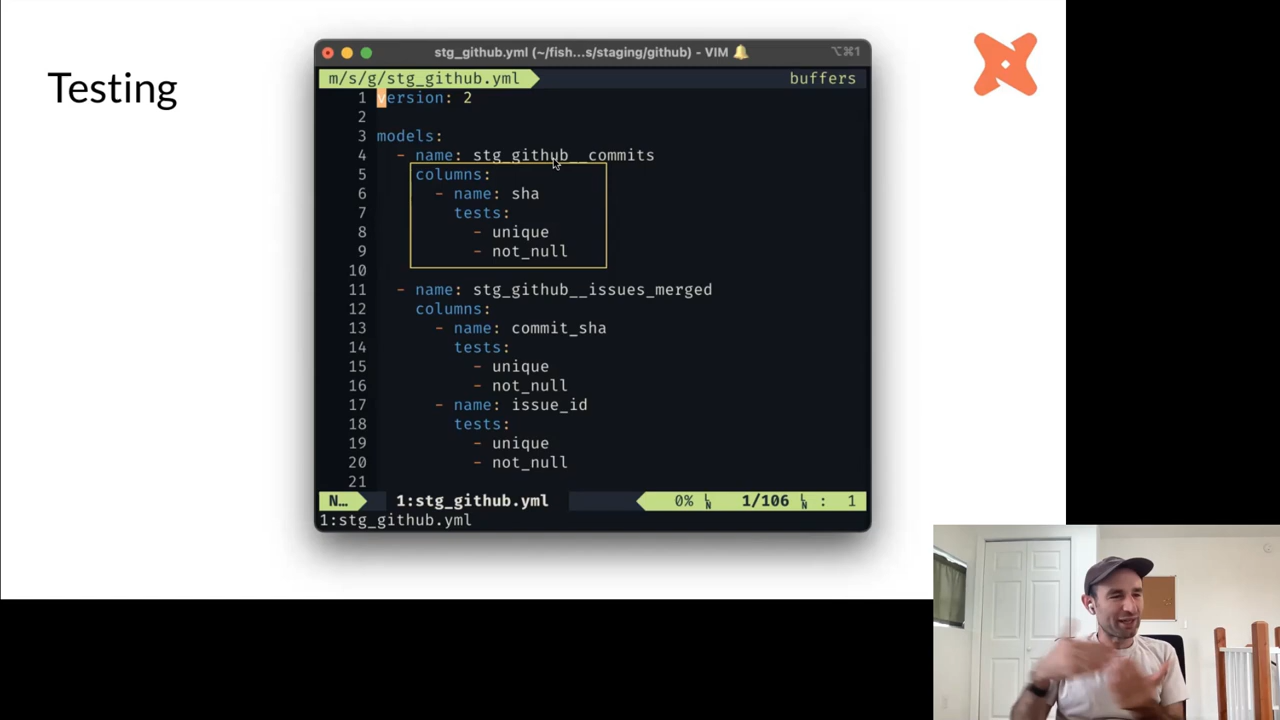 Testing
stg_github.yml (~/fish...s/staging/github) - VIM 🔔
⌥⌘1
m/s/g/stg_github.yml
buffers
1 version: 2
2
3 models:
4 - name: stg_github__commits
5 columns:
6 - name: sha
7 tests:
8 - unique
9 - not_null
10
11 - name: stg_github__issues_merged
12 columns:
13 - name: commit_sha
14 tests:
15 - unique
16 - not_null
17 - name: issue_id
18 tests:
19 - unique
20 - not_null
21
N… 1:stg_github.yml 0% ㏑ 1/106 ㏑ : 1
1:stg_github.yml